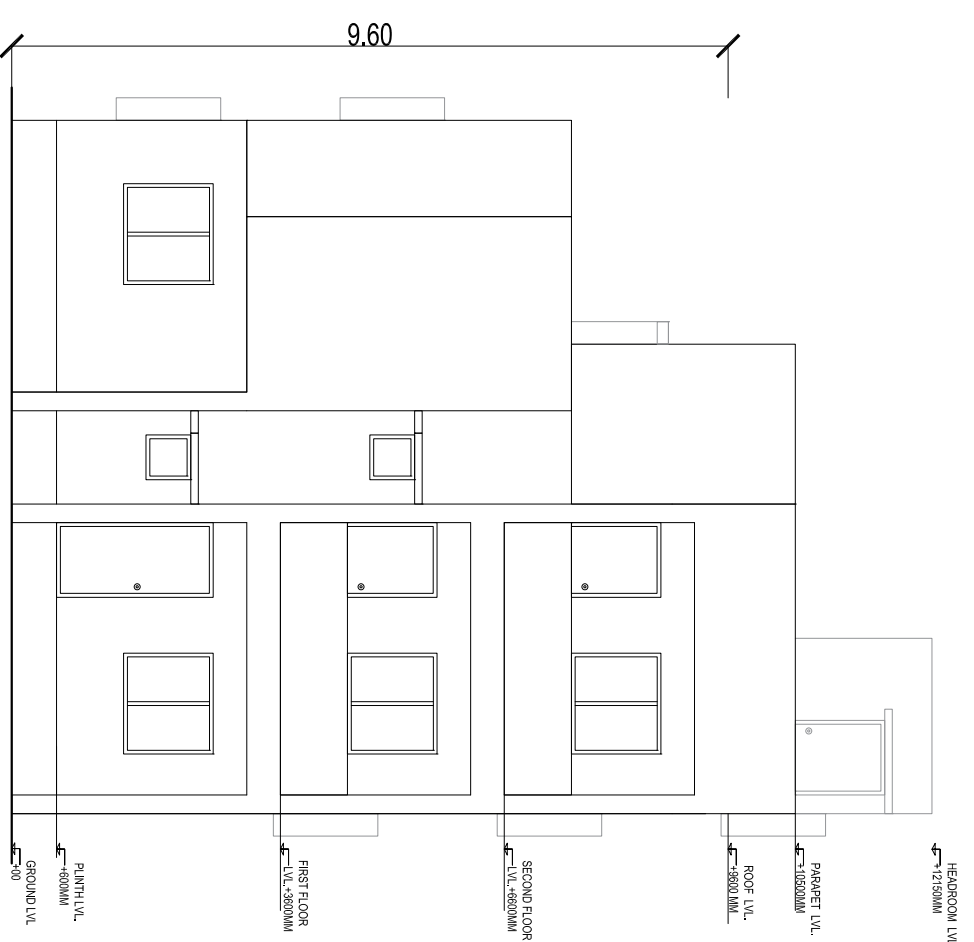 9.60
HEADROOM LVL
+12150MM
PARAPET LVL.
+10500MM
ROOF LVL.
+9600 MM
SECOND FLOOR
LVL.+6600MM
FIRST FLOOR
LVL.+3600MM
PLINTH LVL.
+600MM
GROUND LVL
+00